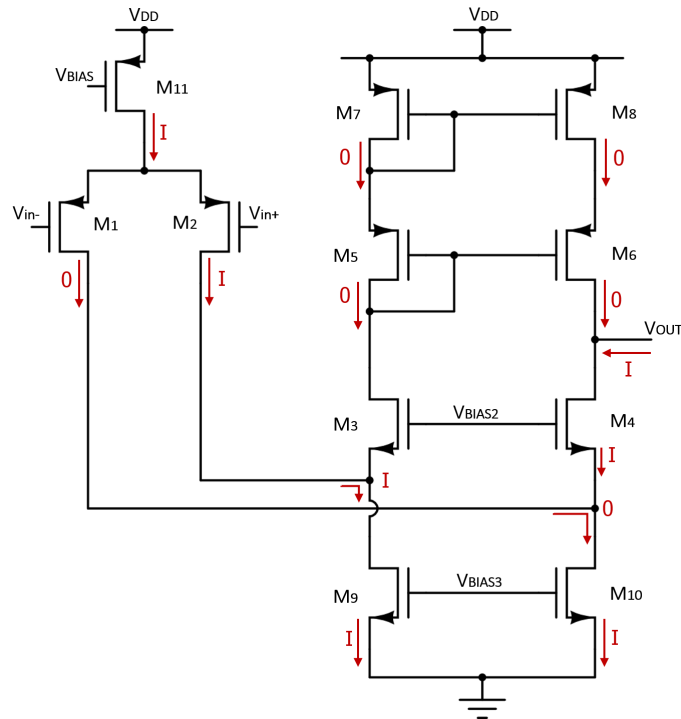 VDD
VDD
VBIAS
M11
I
M7
M8
0
0
Vin-
M1
M2
Vin+
0
I
M5
M6
0
0
VOUT
I
M3
VBIAS2
M4
I
I
0
M9
VBIAS3
M10
I
I